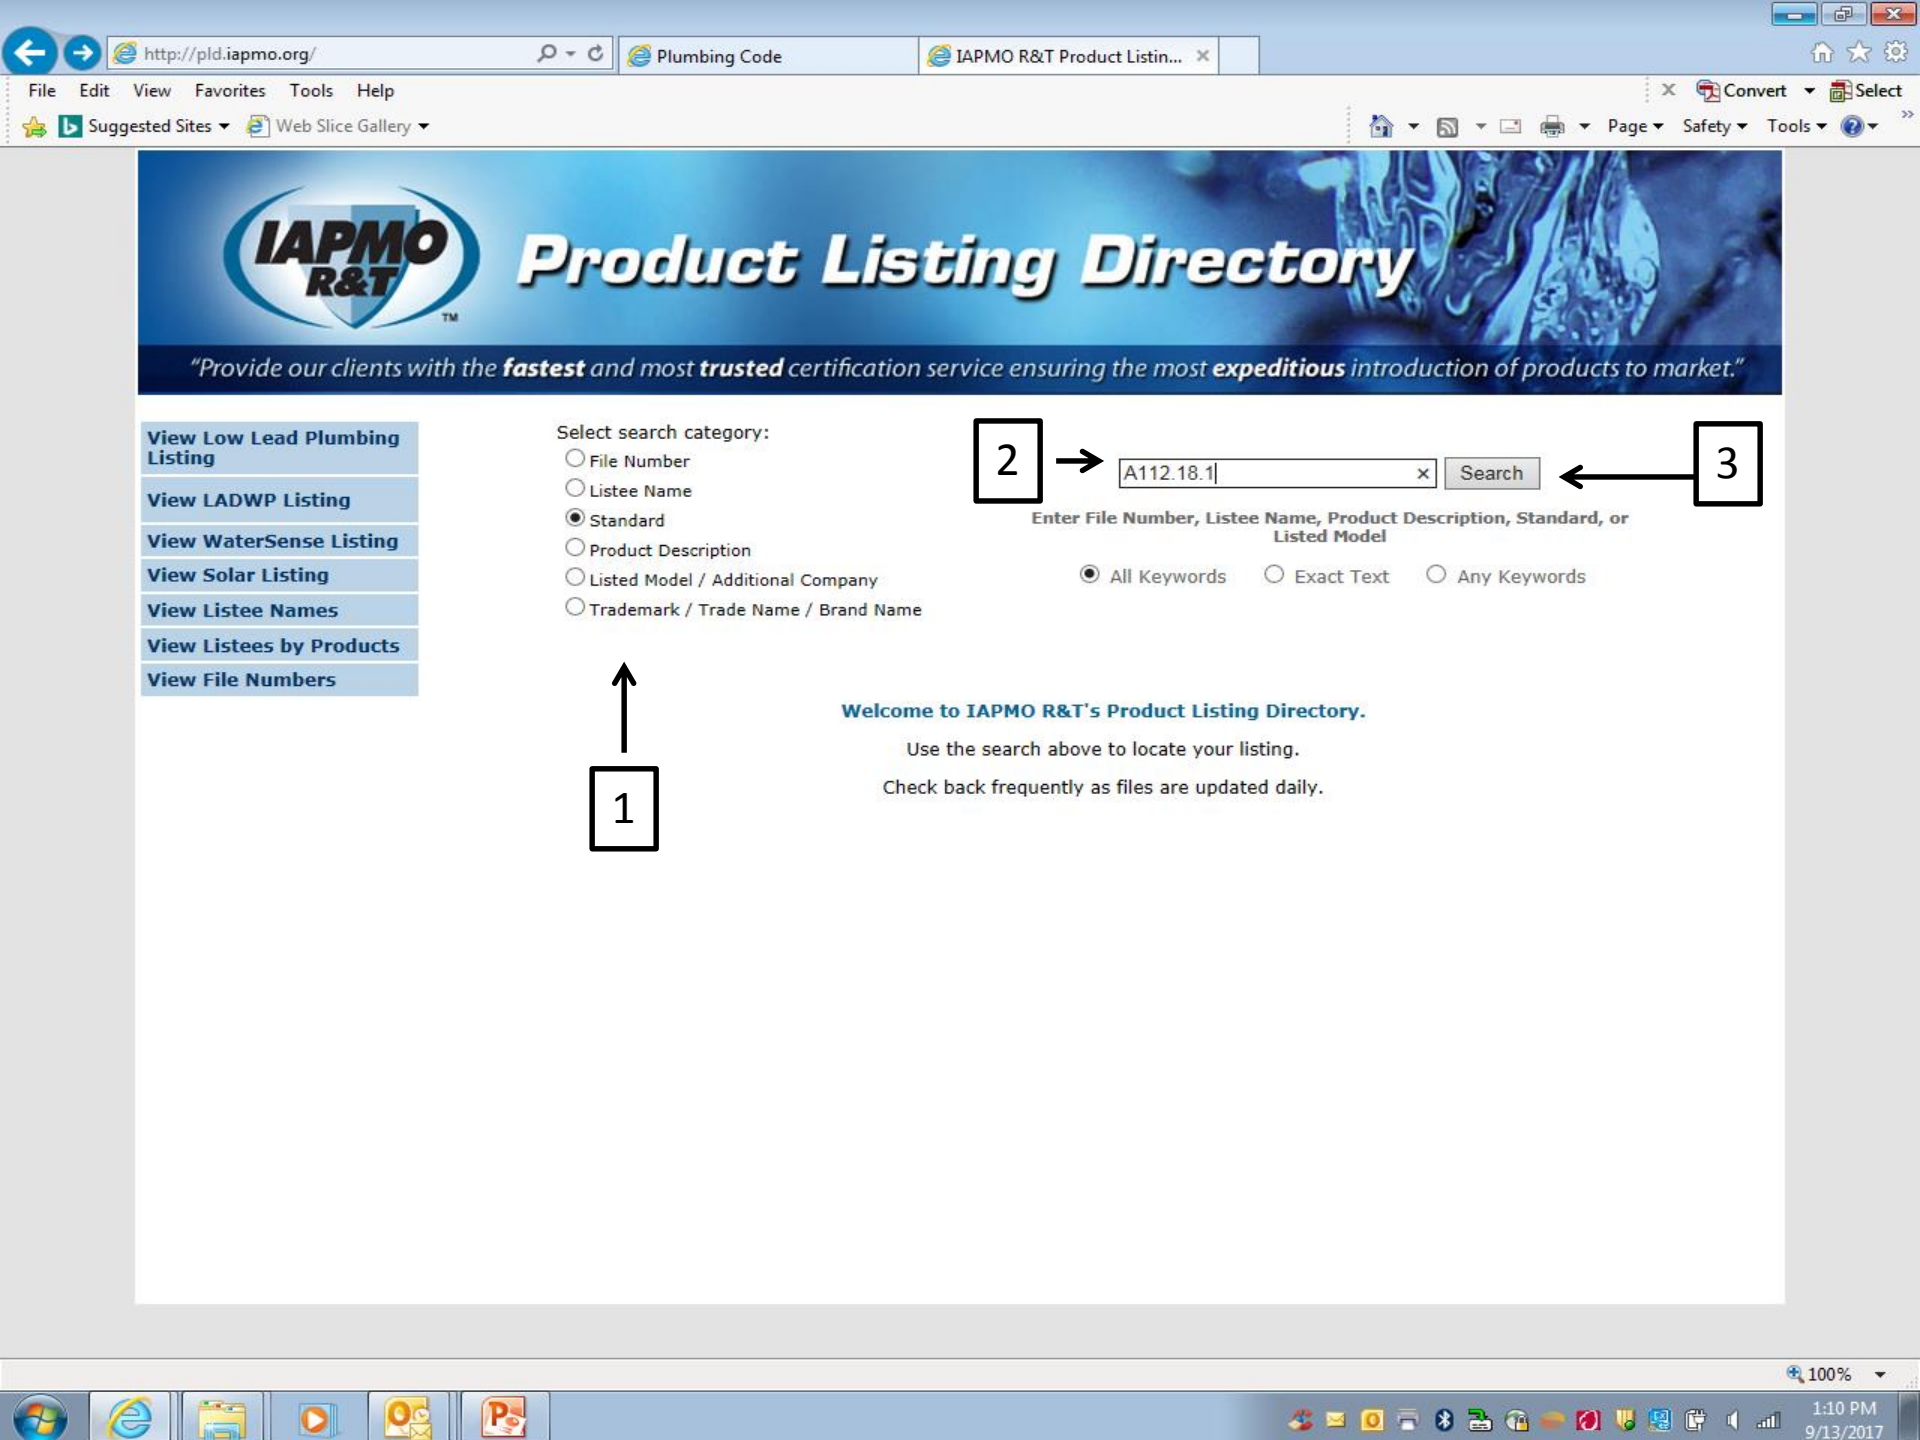 http://pld.iapmo.org/
Plumbing Code
IAPMO R&T Product Listin...
File Edit View Favorites Tools Help
Convert
Select
Suggested Sites
Web Slice Gallery
Page
Safety
Tools
IAPMO
R&T
TM
Product Listing Directory
"Provide our clients with the fastest and most trusted certification service ensuring the most expeditious introduction of products to market."
View Low Lead Plumbing
Listing
View LADWP Listing
View WaterSense Listing
View Solar Listing
View Listee Names
View Listees by Products
View File Numbers
Select search category:
File Number
Listee Name
Standard
Product Description
Listed Model / Additional Company
Trademark / Trade Name / Brand Name
1
2
A112.18.1
Search
3
Enter File Number, Listee Name, Product Description, Standard, or
Listed Model
All Keywords
Exact Text
Any Keywords
Welcome to IAPMO R&T's Product Listing Directory.
Use the search above to locate your listing.
Check back frequently as files are updated daily.
100%
1:10 PM
9/13/2017